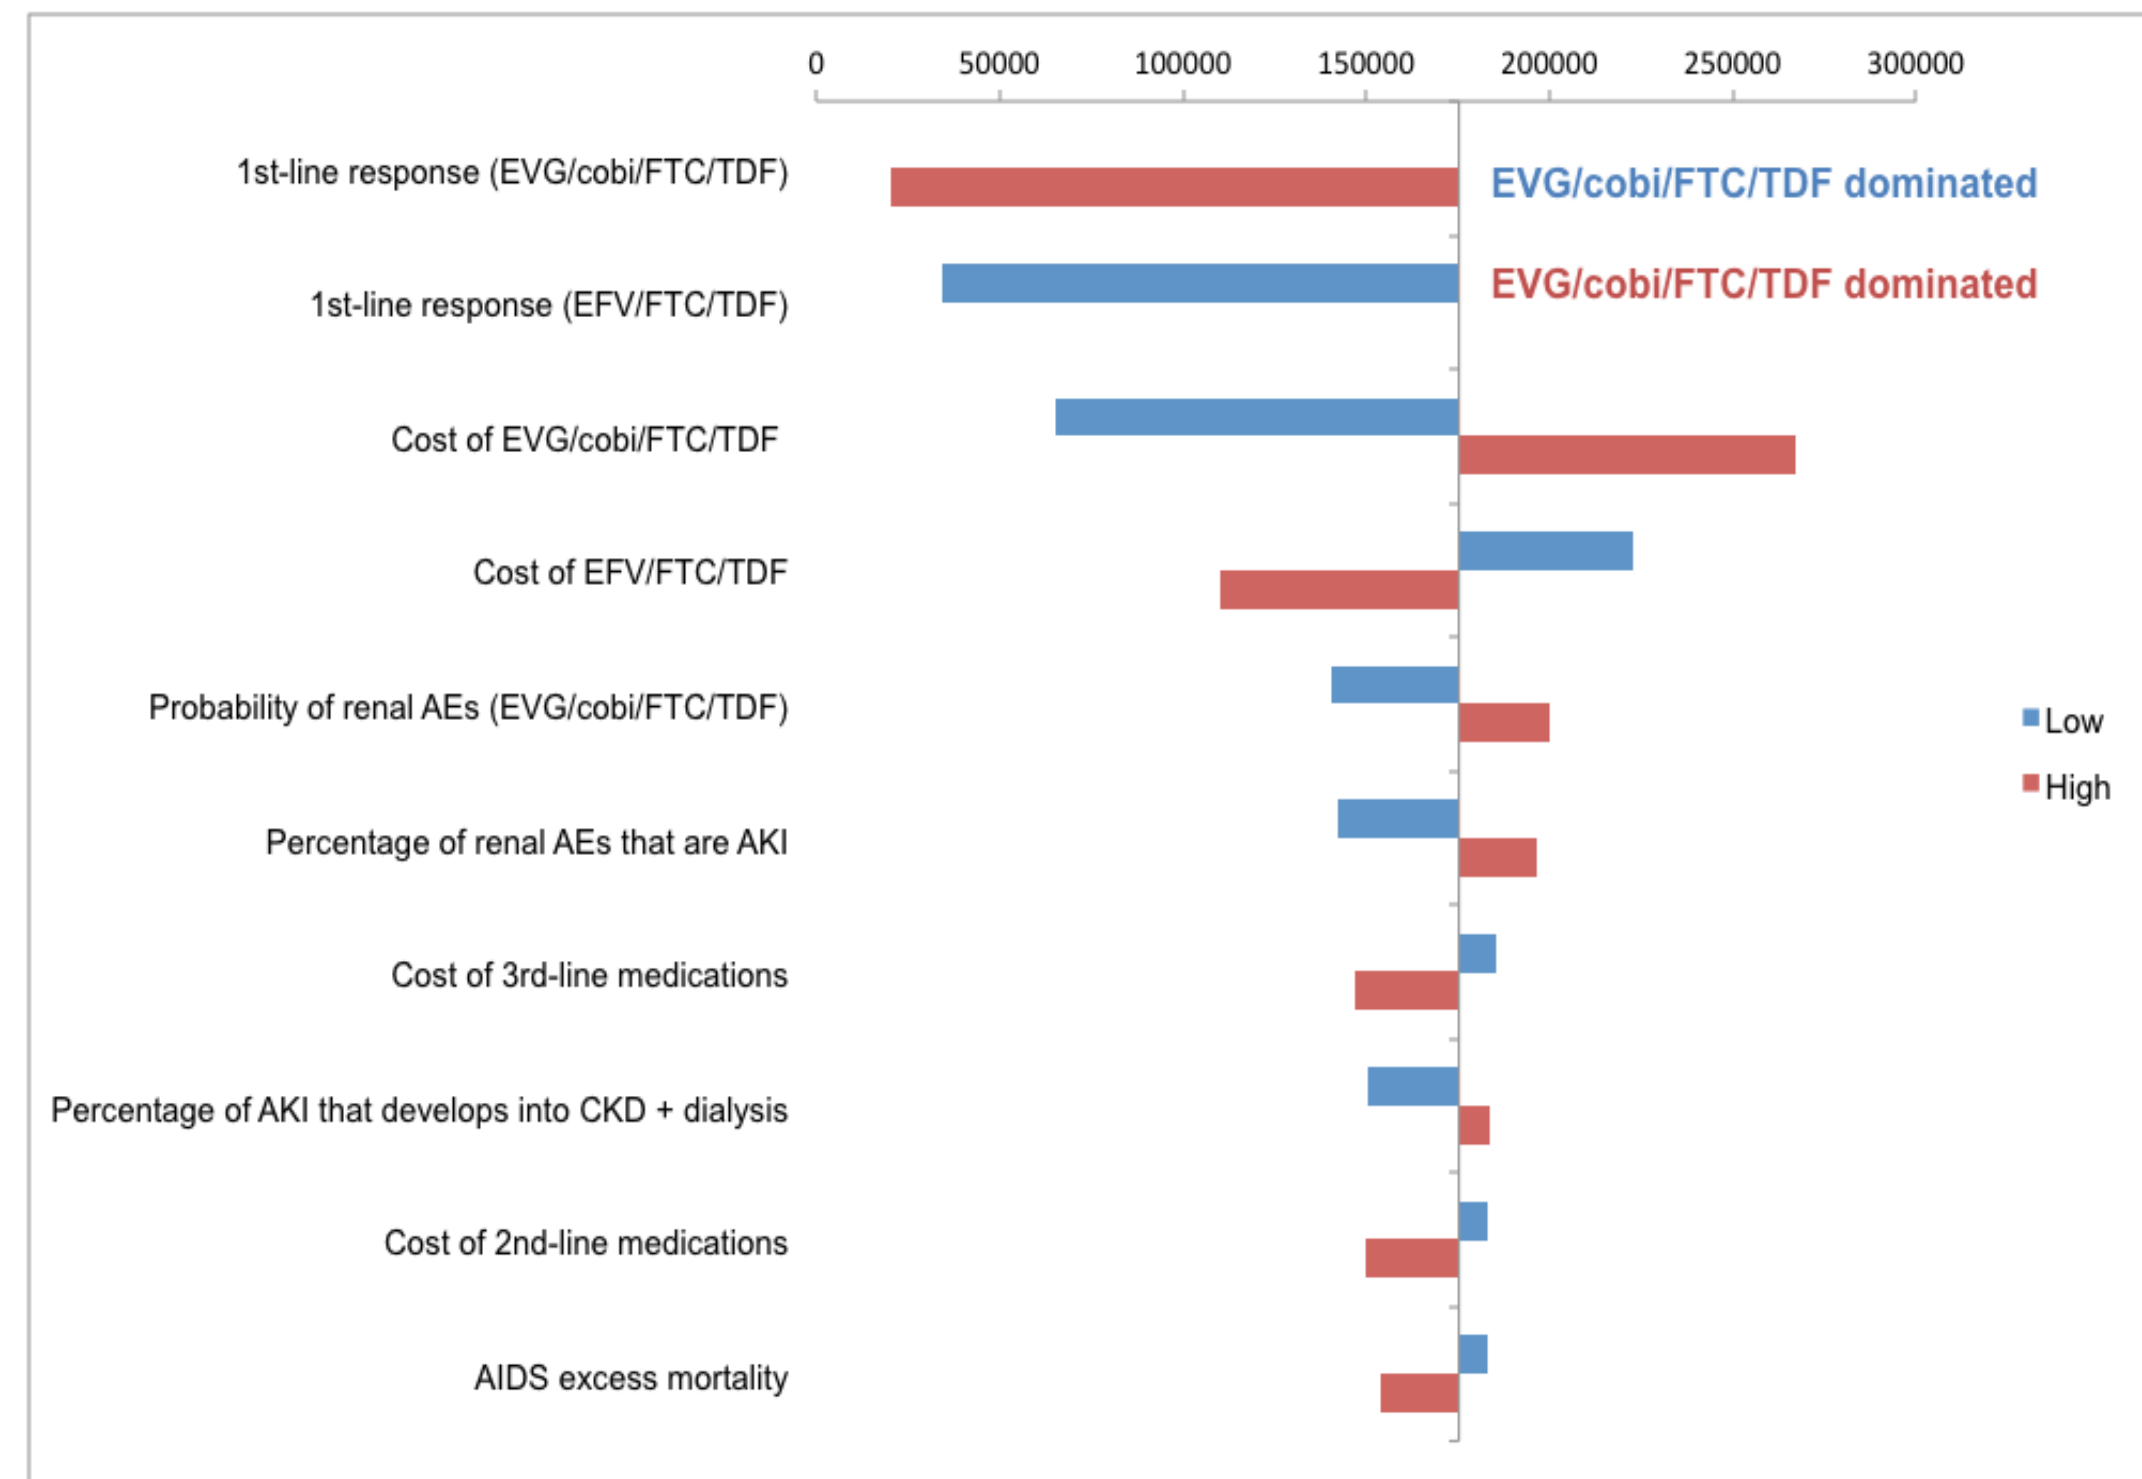 0 50000 100000 150000 200000 250000 300000
1st-line response (EVG/cobi/FTC/TDF)
EVG/cobi/FTC/TDF dominated
1st-line response (EFV/FTC/TDF)
EVG/cobi/FTC/TDF dominated
Cost of EVG/cobi/FTC/TDF
Cost of EFV/FTC/TDF
Probability of renal AEs (EVG/cobi/FTC/TDF)
Low
High
Percentage of renal AEs that are AKI
Cost of 3rd-line medications
Percentage of AKI that develops into CKD + dialysis
Cost of 2nd-line medications
AIDS excess mortality